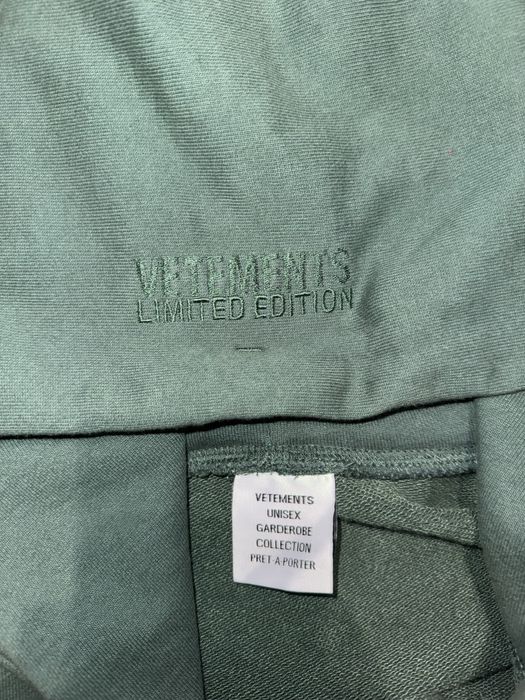 VETEMENTS
LIMITED EDITION
VETEMENTS
UNISEX
GARDEROBE
COLLECTION
PRET-A-PORTER